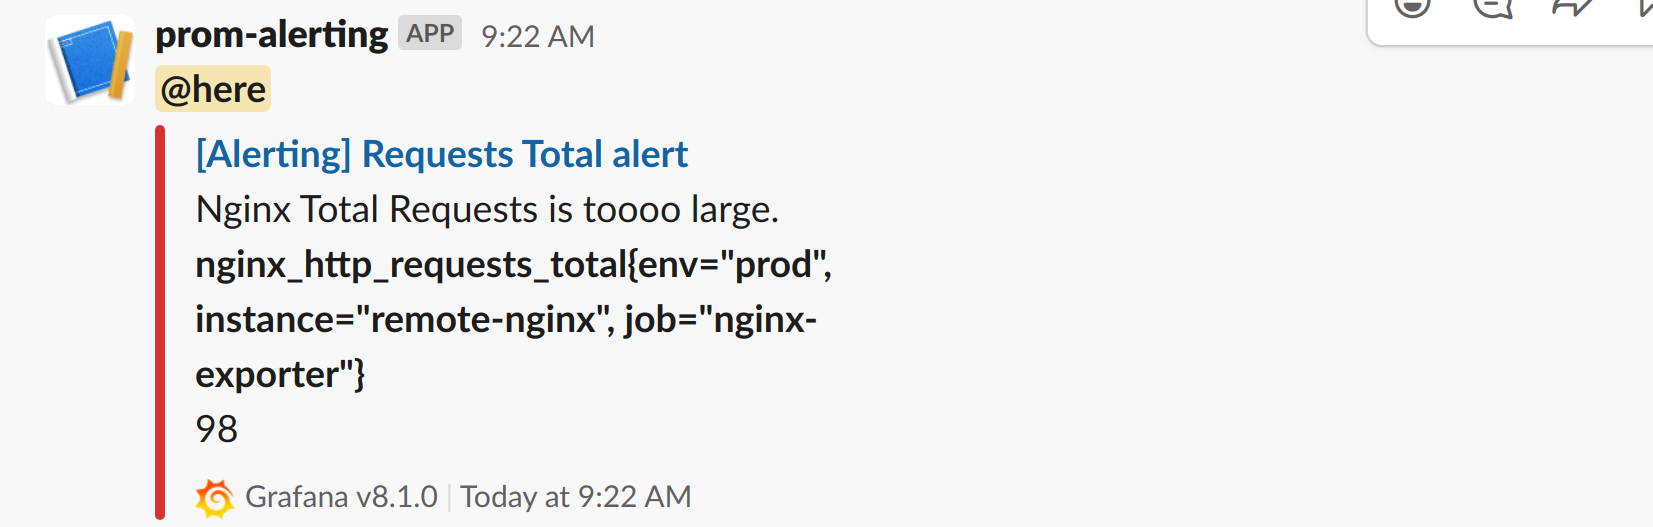 prom-alerting APP 9:22 AM
@here
[Alerting] Requests Total alert
Nginx Total Requests is toooo large.
nginx_http_requests_total{env="prod",
instance="remote-nginx", job="nginx-
exporter"}
98
Grafana v8.1.0 | Today at 9:22 AM